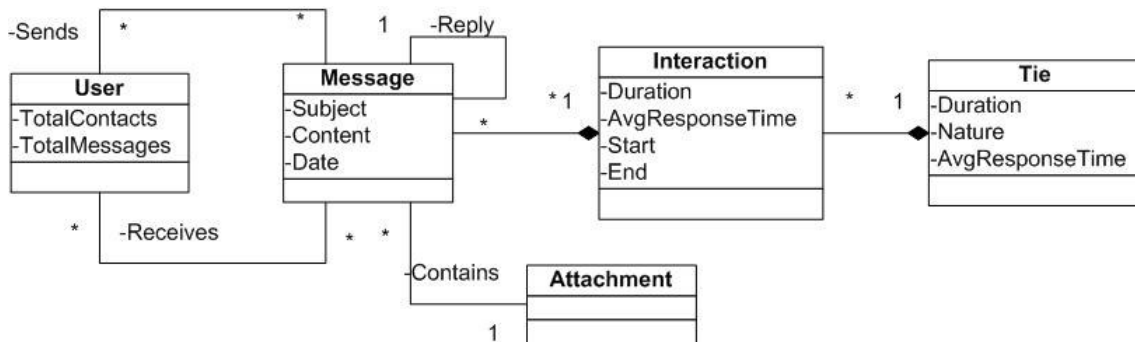 -Sends
*
*
1
-Reply
User
-TotalContacts
-TotalMessages
Message
-Subject
-Content
-Date
*
* 1
Interaction
-Duration
-AvgResponseTime
-Start
-End
*
1
Tie
-Duration
-Nature
-AvgResponseTime
*
-Receives
*
*
-Contains
1
Attachment